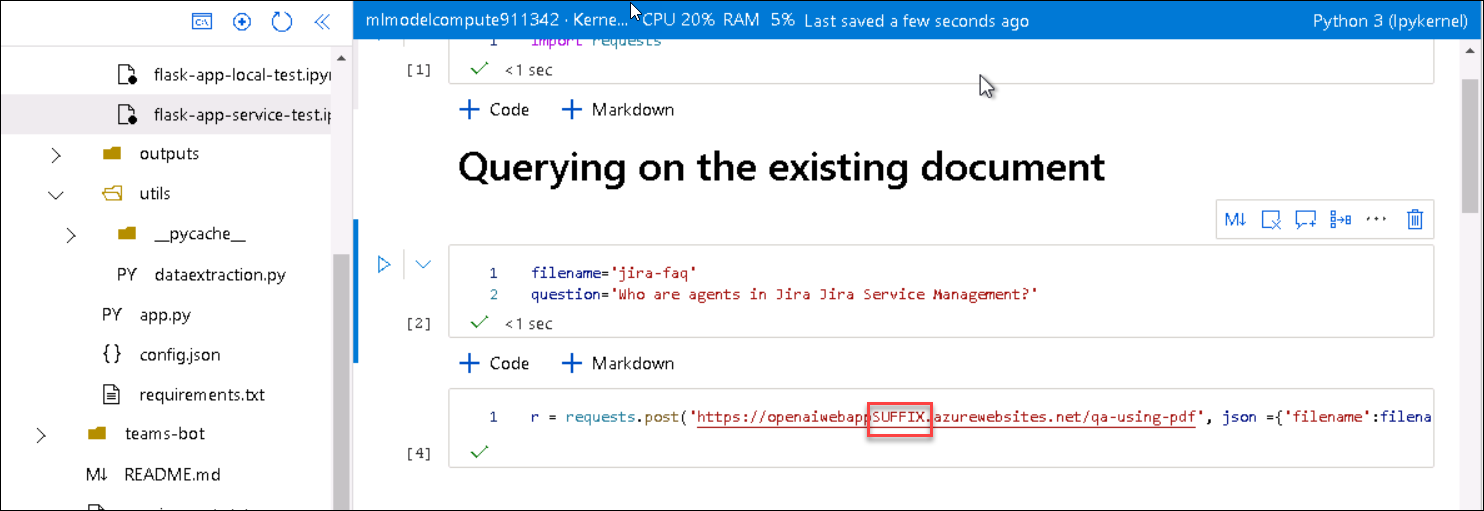 mlmodelcompute911342 · Kerne... CPU 20% RAM 5% Last saved a few seconds ago Python 3 (Ipykernel)
1 import requests
[1] <1 sec
flask-app-local-test.ipyn
flask-app-service-test.ip
outputs
utils
__pycache__
PY dataextraction.py
PY app.py
{} config.json
requirements.txt
teams-bot
M↓ README.md
+ Code + Markdown
Querying on the existing document
M↓
1 filename='jira-faq'
2 question='Who are agents in Jira Jira Service Management?'
[2] <1 sec
+ Code + Markdown
1 r = requests.post('https://openaiwebappSUFFIX.azurewebsites.net/qa-using-pdf', json ={'filename':filena
[4]